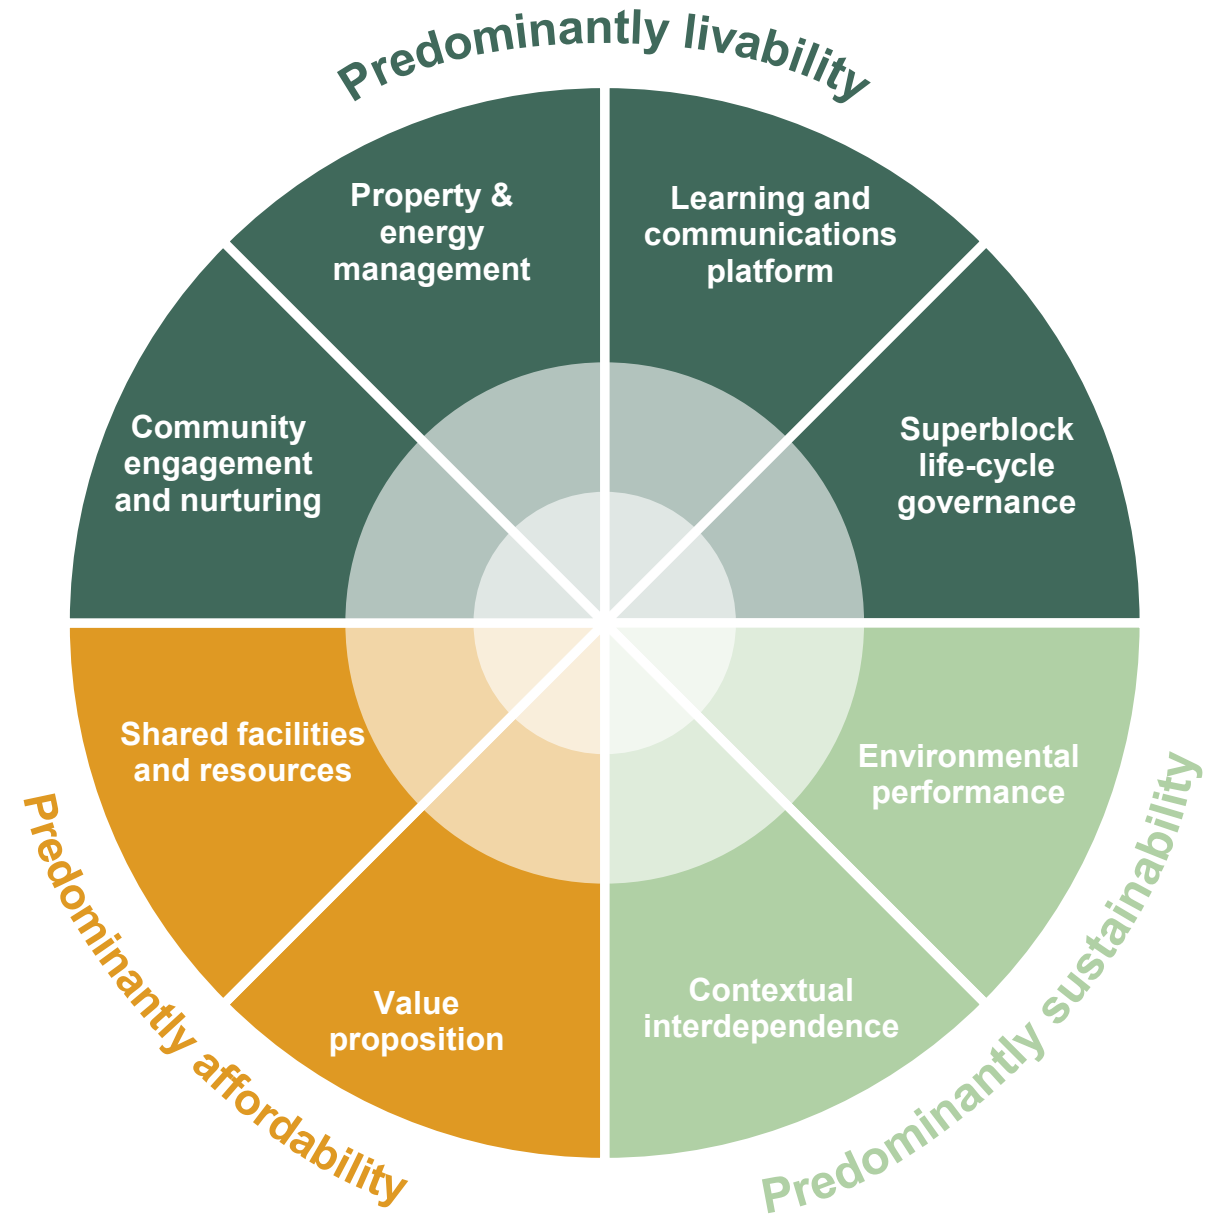 Predominantly livability
Property &
energy
management
Learning and
communications
platform
Community
engagement
and nurturing
Superblock
life-cycle
governance
Shared facilities
and resources
Environmental
performance
Value
proposition
Contextual
interdependence
Predominantly affordability
Predominantly sustainability